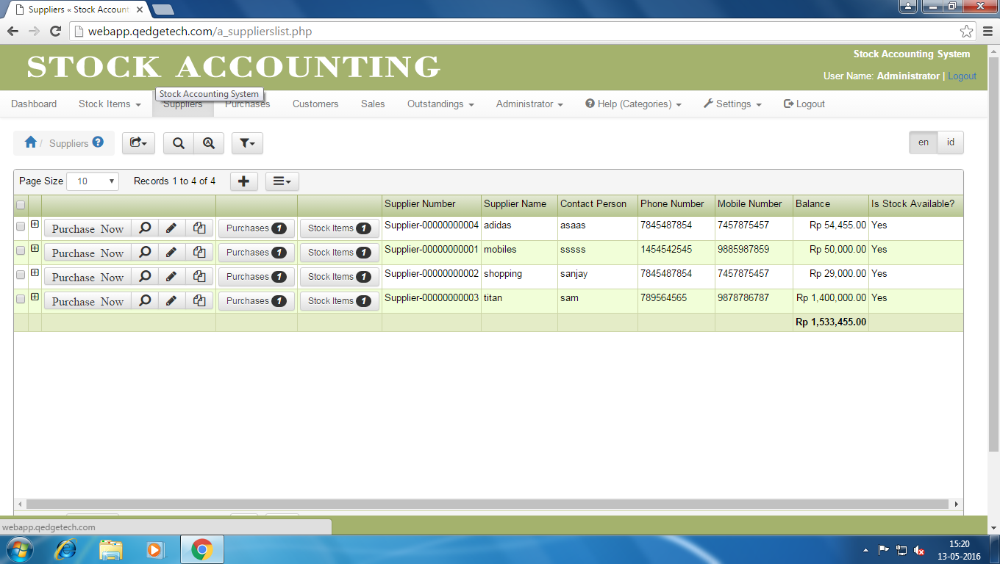 Suppliers « Stock Account
webapp.qedgetech.com/a_supplierslist.php
STOCK ACCOUNTING
Stock Accounting System
User Name: Administrator | Logout
Stock Accounting System
Dashboard Stock Items Suppliers Purchases Customers Sales Outstandings Administrator Help (Categories) Settings Logout
/ Suppliers
en id
Page Size 10 Records 1 to 4 of 4
Supplier Number Supplier Name Contact Person Phone Number Mobile Number Balance Is Stock Available?
Purchase Now Purchases 1 Stock Items 1 Supplier-00000000004 adidas asaas 7845487854 7457875457 Rp 54,455.00 Yes
Purchase Now Purchases 1 Stock Items 1 Supplier-00000000001 mobiles sssss 1454542545 9885987859 Rp 50,000.00 Yes
Purchase Now Purchases 1 Stock Items 1 Supplier-00000000002 shopping sanjay 7845487854 7457875457 Rp 29,000.00 Yes
Purchase Now Purchases 1 Stock Items 1 Supplier-00000000003 titan sam 789564565 9878786787 Rp 1,400,000.00 Yes
Rp 1,533,455.00
webapp.qedgetech.com
15:20
13-05-2016